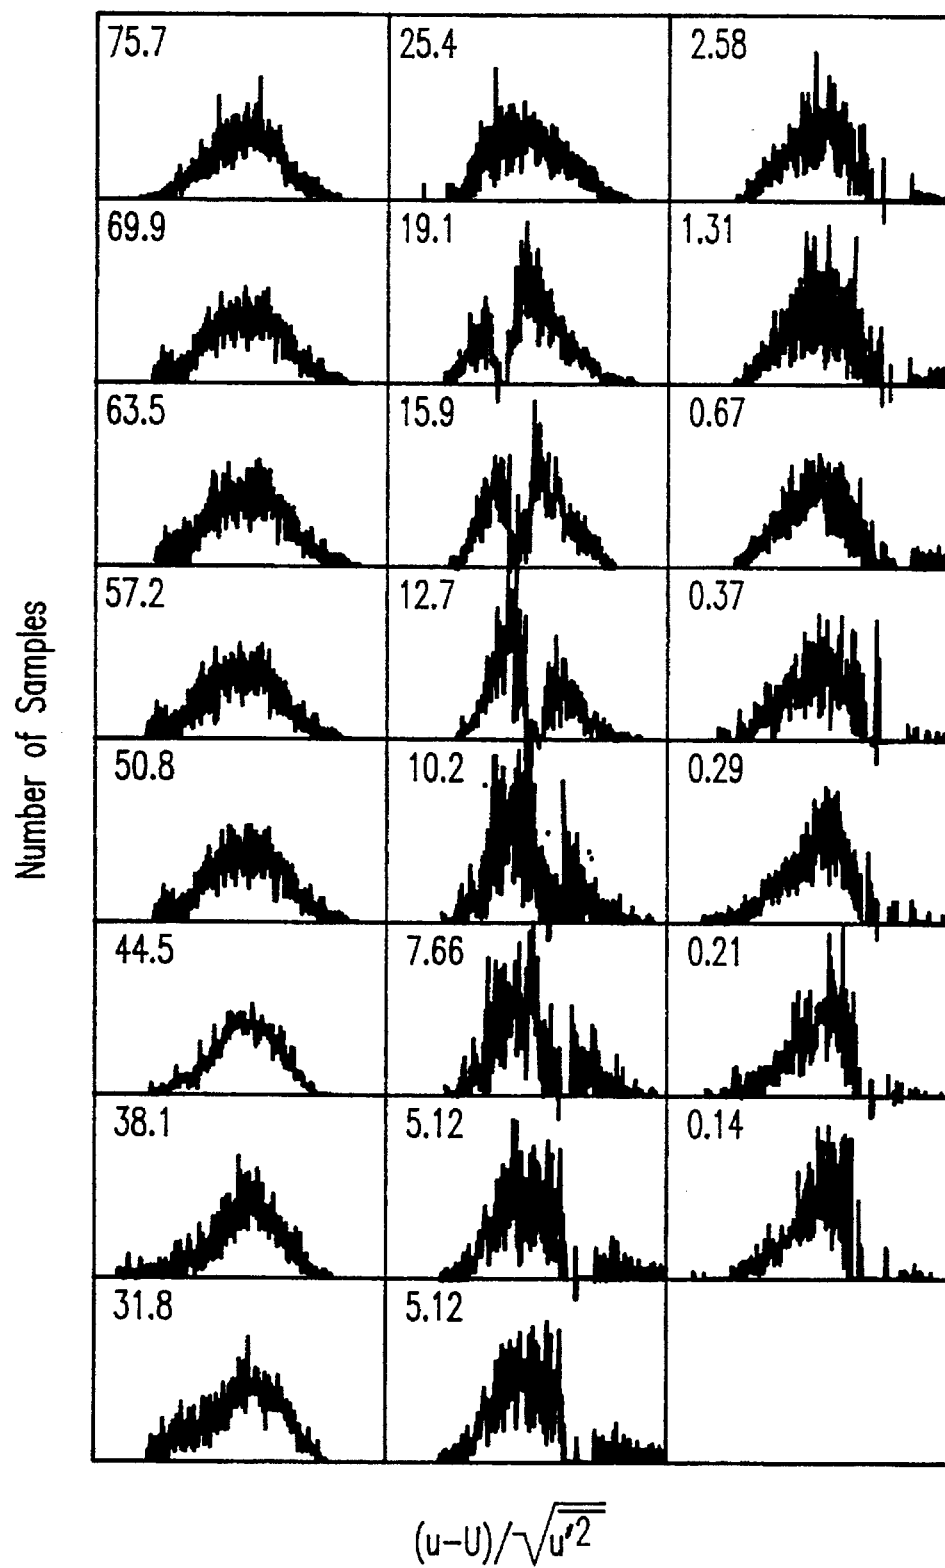 75.7 25.4 2.58
69.9 19.1 1.31
63.5 15.9 0.67
57.2 12.7 0.37
50.8 10.2 0.29
44.5 7.66 0.21
38.1 5.12 0.14
31.8 5.12
Number of Samples
(u-U)/√u′2